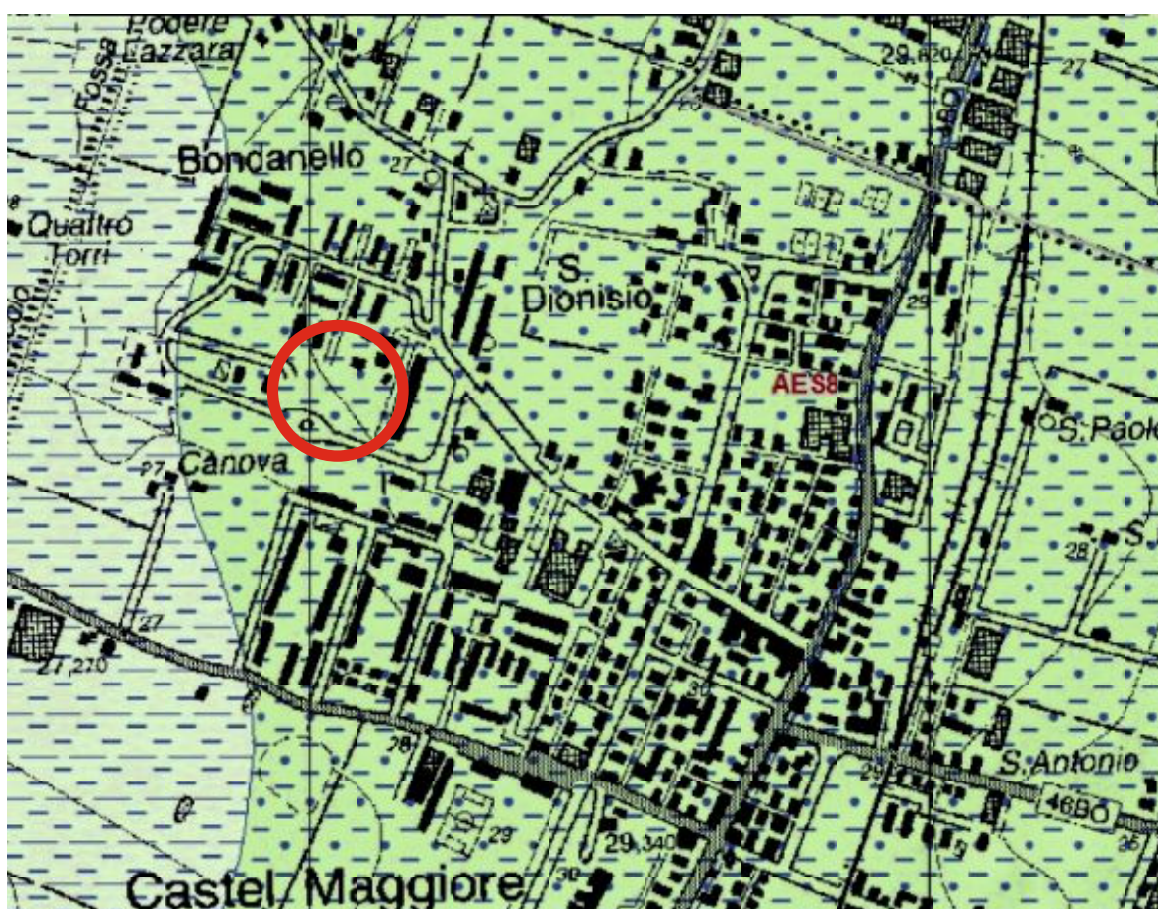 Podere
Lazzara
29,820
27
Fossa
Bondanello
27
Quattro
Torri
29
S.
Dionisio
AES8
S. Paolo
27
Canova
28
27
27,270
30
28
29
S. Antonio
46BO
29
29,340
25
Castel Maggiore
30